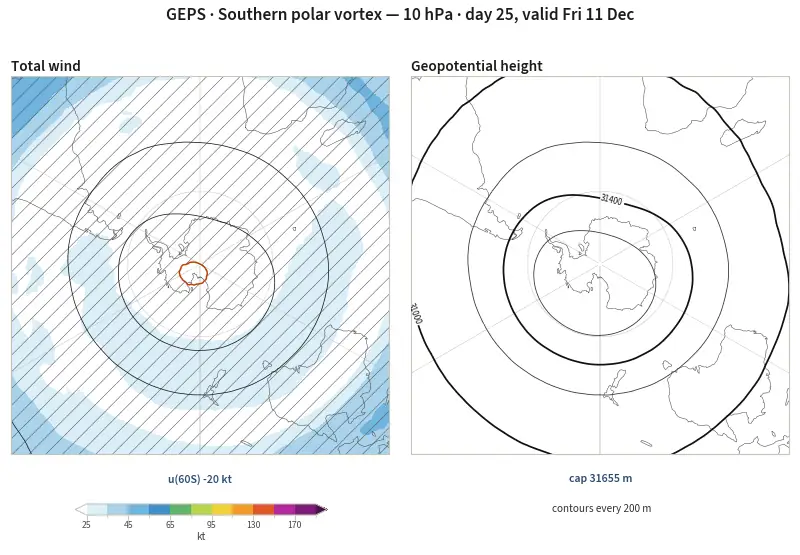 GEPS · Southern polar vortex — 10 hPa · day 25, valid Fri 11 Dec
Total wind
Geopotential height
31400
31000
u(60S) -20 kt
cap 31655 m
contours every 200 m
25 45 65 95 130 170
kt